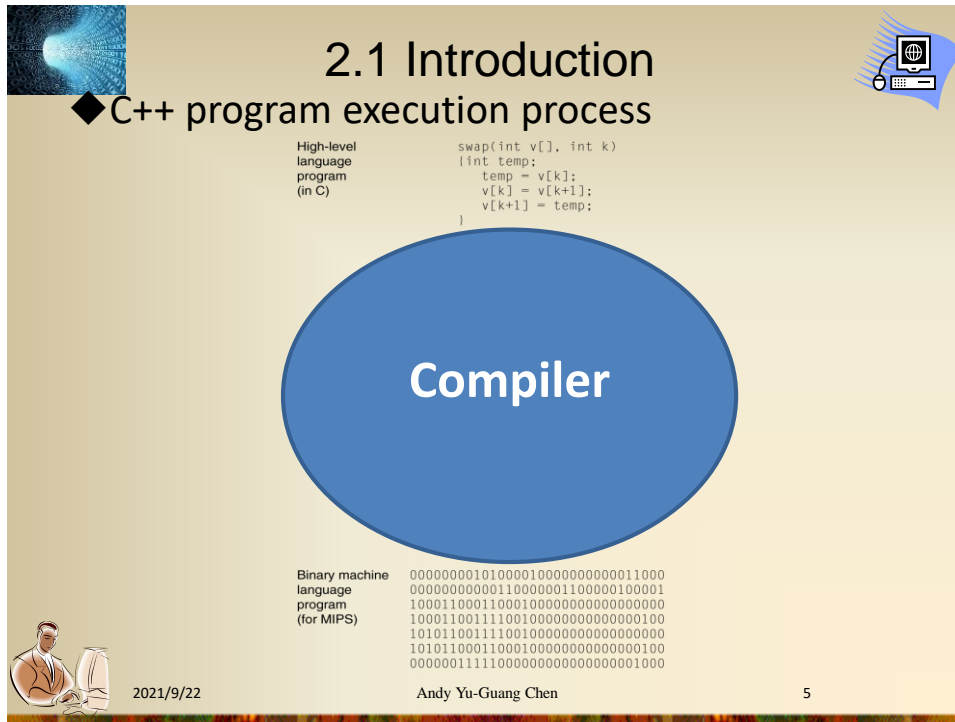 2.1 Introduction
◆C++ program execution process
High-level
language
program
(in C)
swap(int v[], int k)
{int temp;
temp = v[k];
v[k] = v[k+1];
v[k+1] = temp;
}
Compiler
Binary machine
language
program
(for MIPS)
00000000101000010000000000011000
00000000000110000001100000100001
10001100011000100000000000000000
10001100111100100000000000000100
10101100111100100000000000000000
10101100011000100000000000000100
00000011111000000000000000001000
2021/9/22
Andy Yu-Guang Chen
5